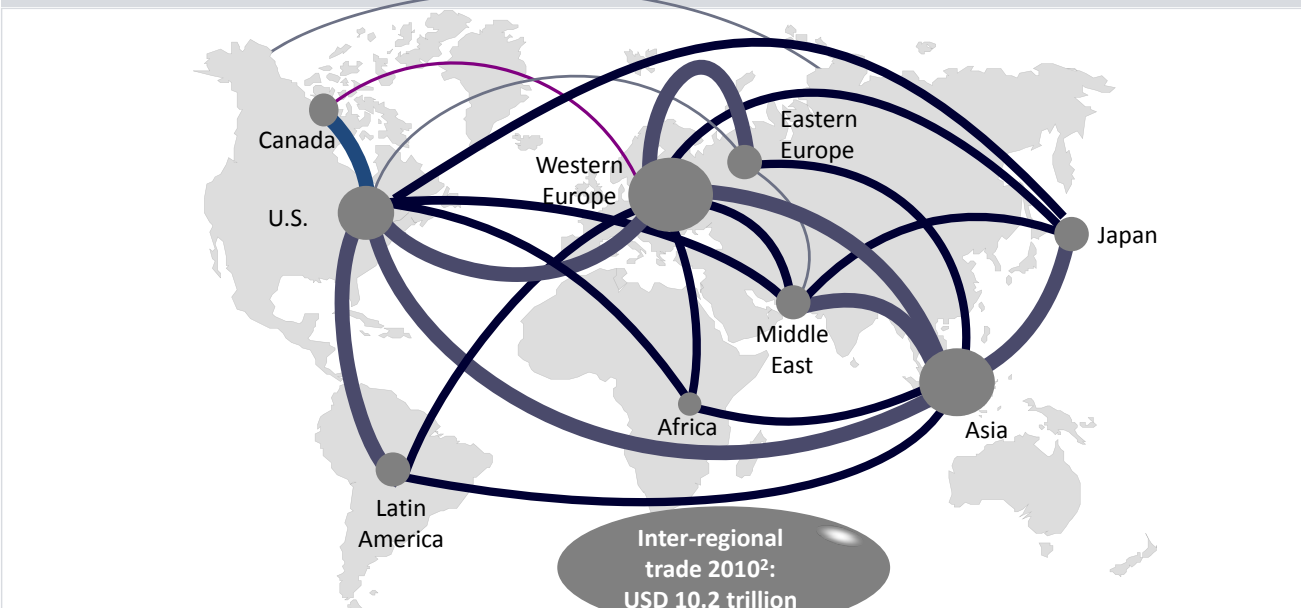 Canada
U.S.
Western
Europe
Eastern
Europe
Japan
Middle
East
Africa
Asia
Latin
America
Inter-regional
trade 2010²:
USD 10.2 trillion